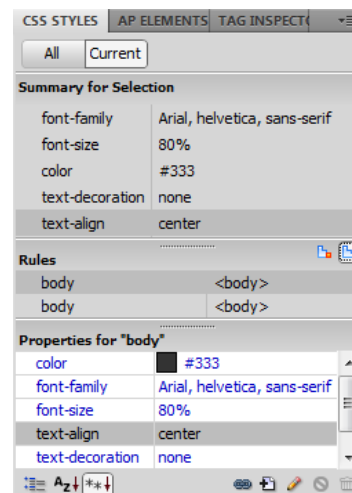 CSS STYLES AP ELEMENTS TAG INSPECT
All Current
Summary for Selection
font-family Arial, helvetica, sans-serif
font-size 80%
color #333
text-decoration none
text-align center
Rules
body <body>
body <body>
Properties for "body"
color #333
font-family Arial, helvetica, sans-serif
font-size 80%
text-align center
text-decoration none
AZ↓ **↓